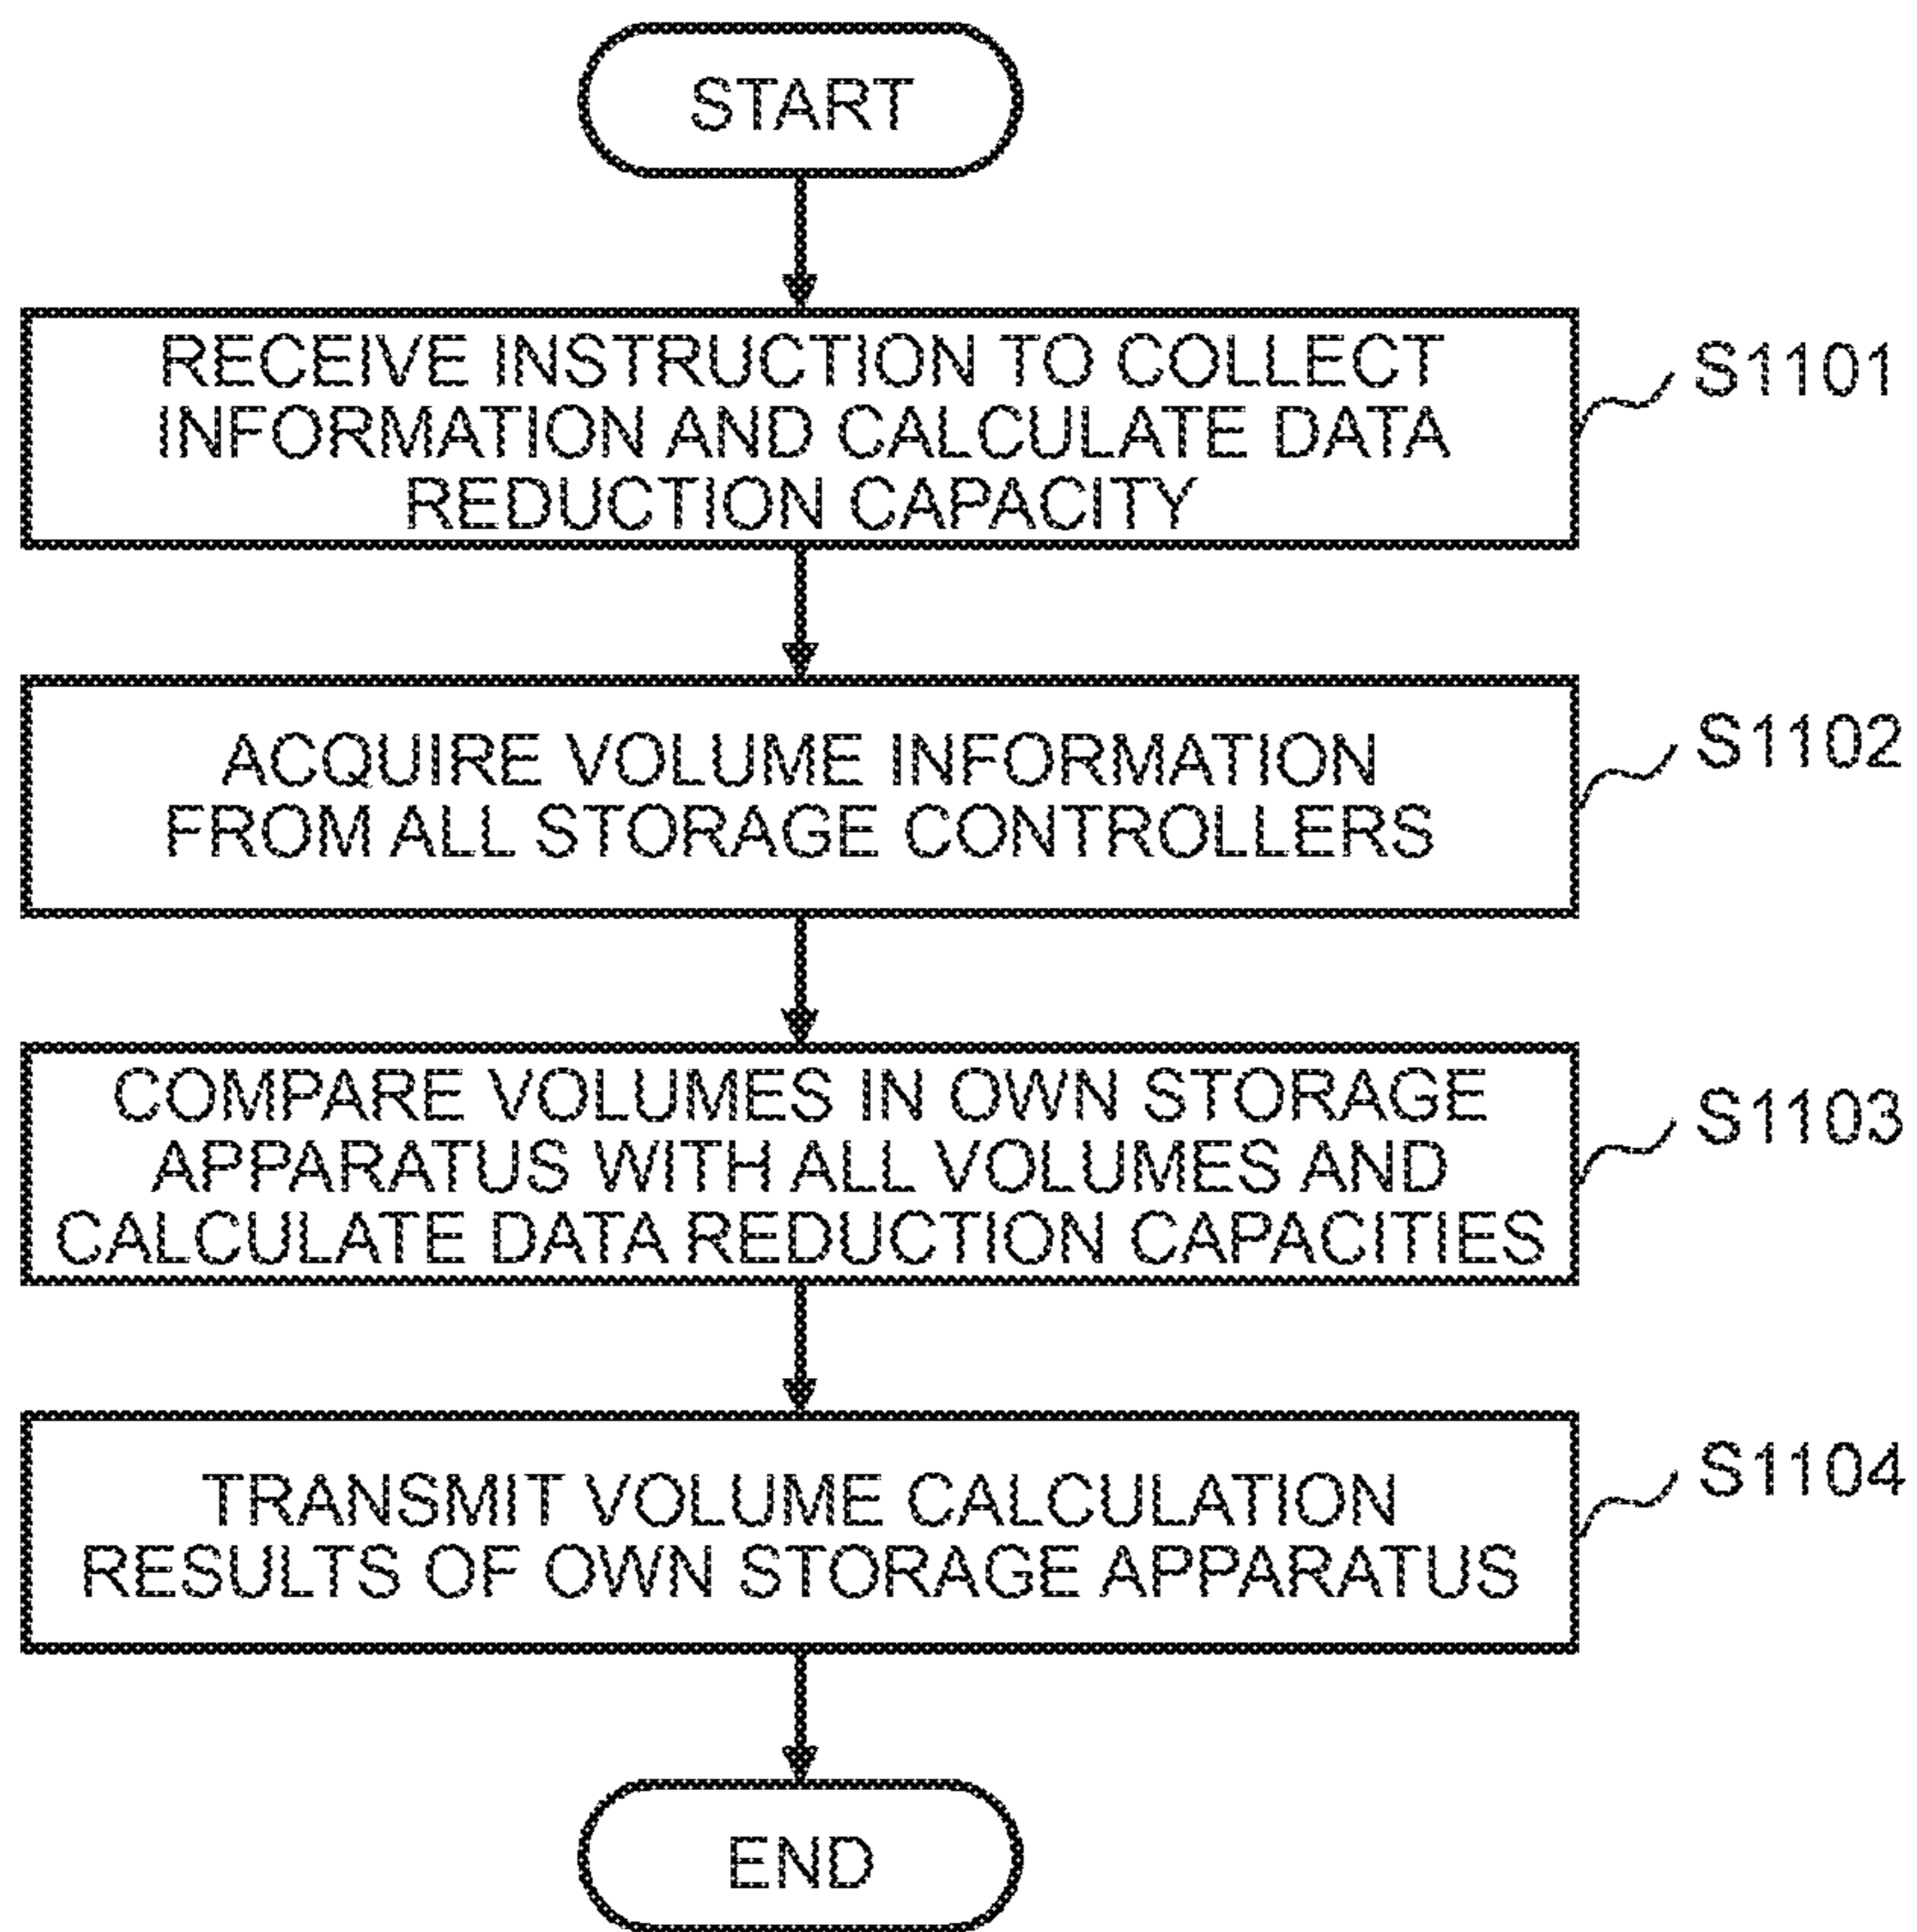 START
RECEIVE INSTRUCTION TO COLLECT
INFORMATION AND CALCULATE DATA
REDUCTION CAPACITY
S1101
ACQUIRE VOLUME INFORMATION
FROM ALL STORAGE CONTROLLERS
S1102
COMPARE VOLUMES IN OWN STORAGE
APPARATUS WITH ALL VOLUMES AND
CALCULATE DATA REDUCTION CAPACITIES
S1103
TRANSMIT VOLUME CALCULATION
RESULTS OF OWN STORAGE APPARATUS
S1104
END